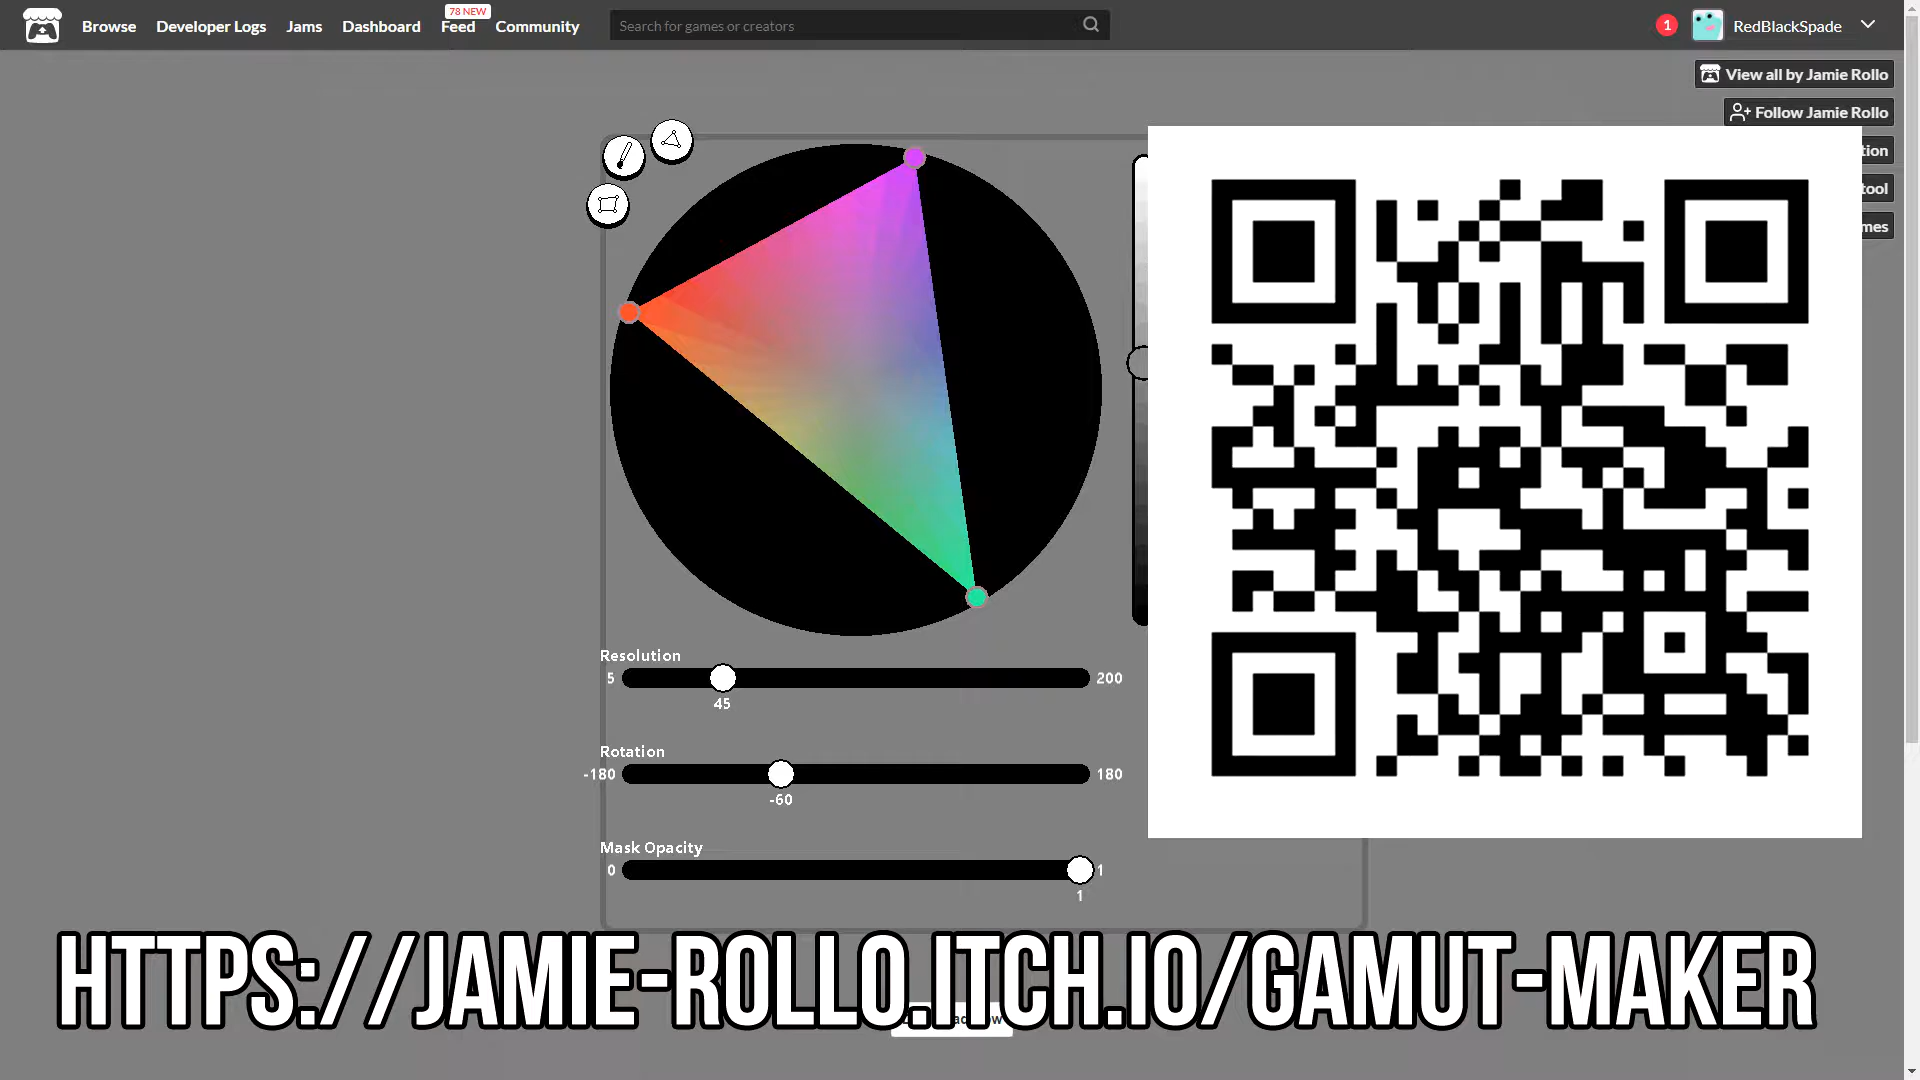 Browse Developer Logs Jams Dashboard Feed Community
78 NEW
Search for games or creators
1 RedBlackSpade
View all by Jamie Rollo
Follow Jamie Rollo
tion
tool
mes
Resolution
5 200
45
Rotation
-180 180
-60
Mask Opacity
0 1
1
HTTPS://JAMIE-ROLLO.ITCH.IO/GAMUT-MAKER